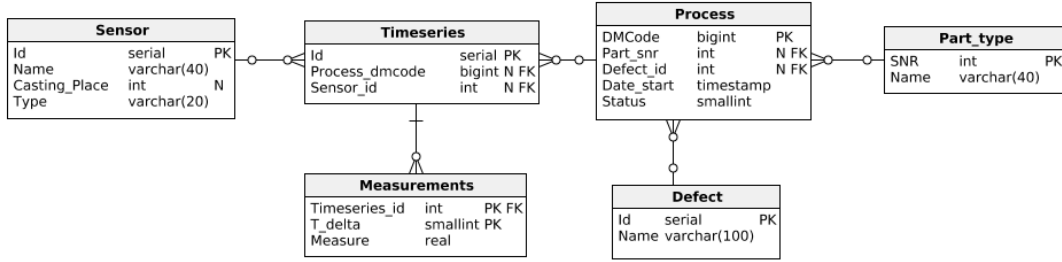 Sensor
Id serial PK
Name varchar(40)
Casting_Place int N
Type varchar(20)
Timeseries
Id serial PK
Process_dmcode bigint N FK
Sensor_id int N FK
Process
DMCode bigint PK
Part_snr int N FK
Defect_id int N FK
Date_start timestamp
Status smallint
Part_type
SNR int PK
Name varchar(40)
Measurements
Timeseries_id int PK FK
T_delta smallint PK
Measure real
Defect
Id serial PK
Name varchar(100)